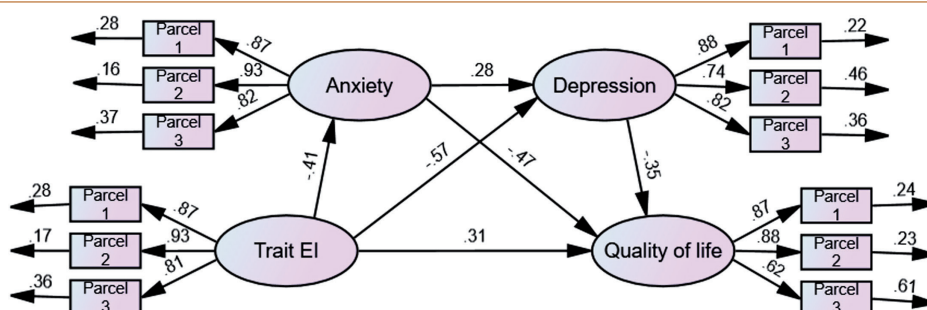 .28
Parcel
1
.87
.16
Parcel
2
.93
.37
Parcel
3
.82
Anxiety
.28
Depression
.88
Parcel
1
.22
.74
Parcel
2
.46
.82
Parcel
3
.36
-.41
-.57
-.47
-.35
.28
Parcel
1
.87
.17
Parcel
2
.93
.36
Parcel
3
.81
Trait EI
.31
Quality of life
.87
Parcel
1
.24
.88
Parcel
2
.23
.62
Parcel
3
.61